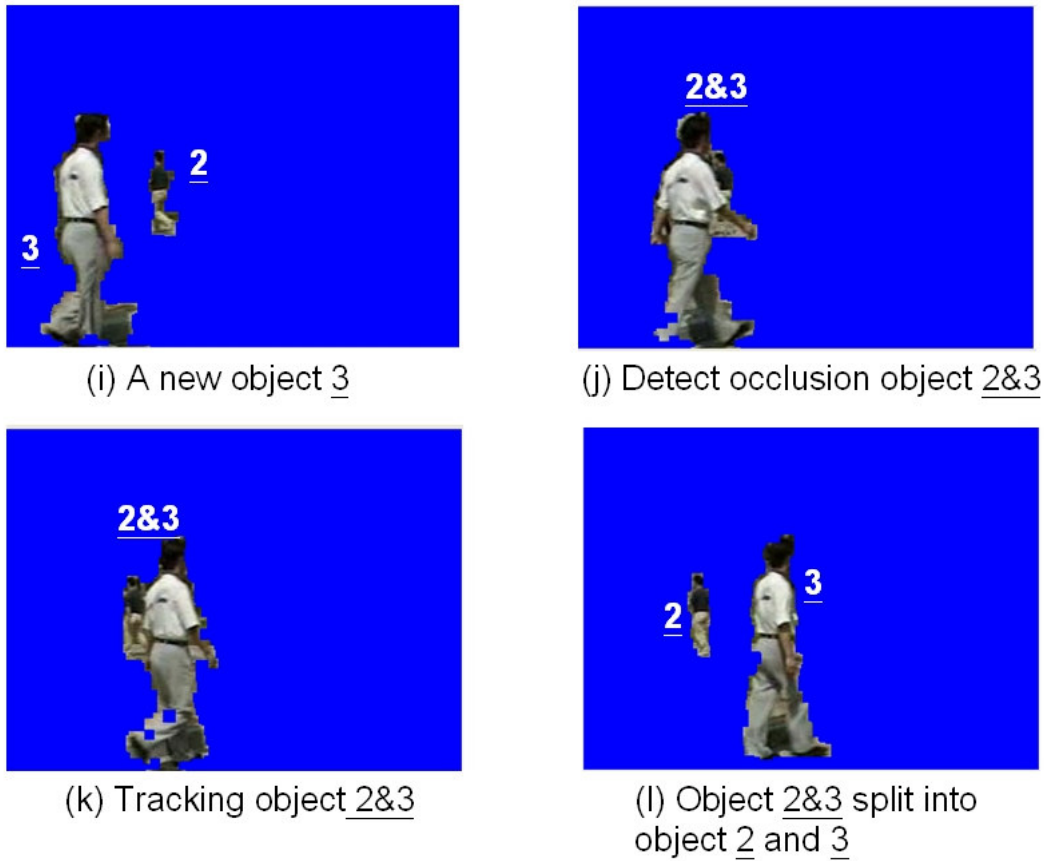 2
3
(i) A new object 3
2&3
(j) Detect occlusion object 2&3
2&3
(k) Tracking object 2&3
3
2
(l) Object 2&3 split into
object 2 and 3